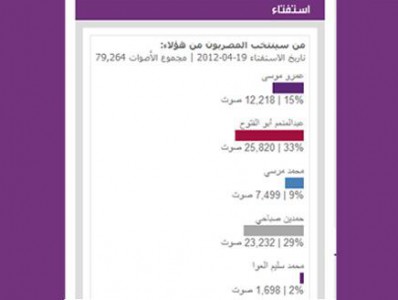 استفتاء
من سينتخب المصريون من هؤلاء:
تاريخ الاستفتاء 19-04-2012 | مجموع الأصوات 79,264
عمرو موسى
15% | 12,218 صوت
عبدالمنعم أبو الفتوح
33% | 25,820 صوت
محمد مرسي
9% | 7,499 صوت
حمدين صباحي
29% | 23,232 صوت
محمد سليم العوا
2% | 1,698 صوت